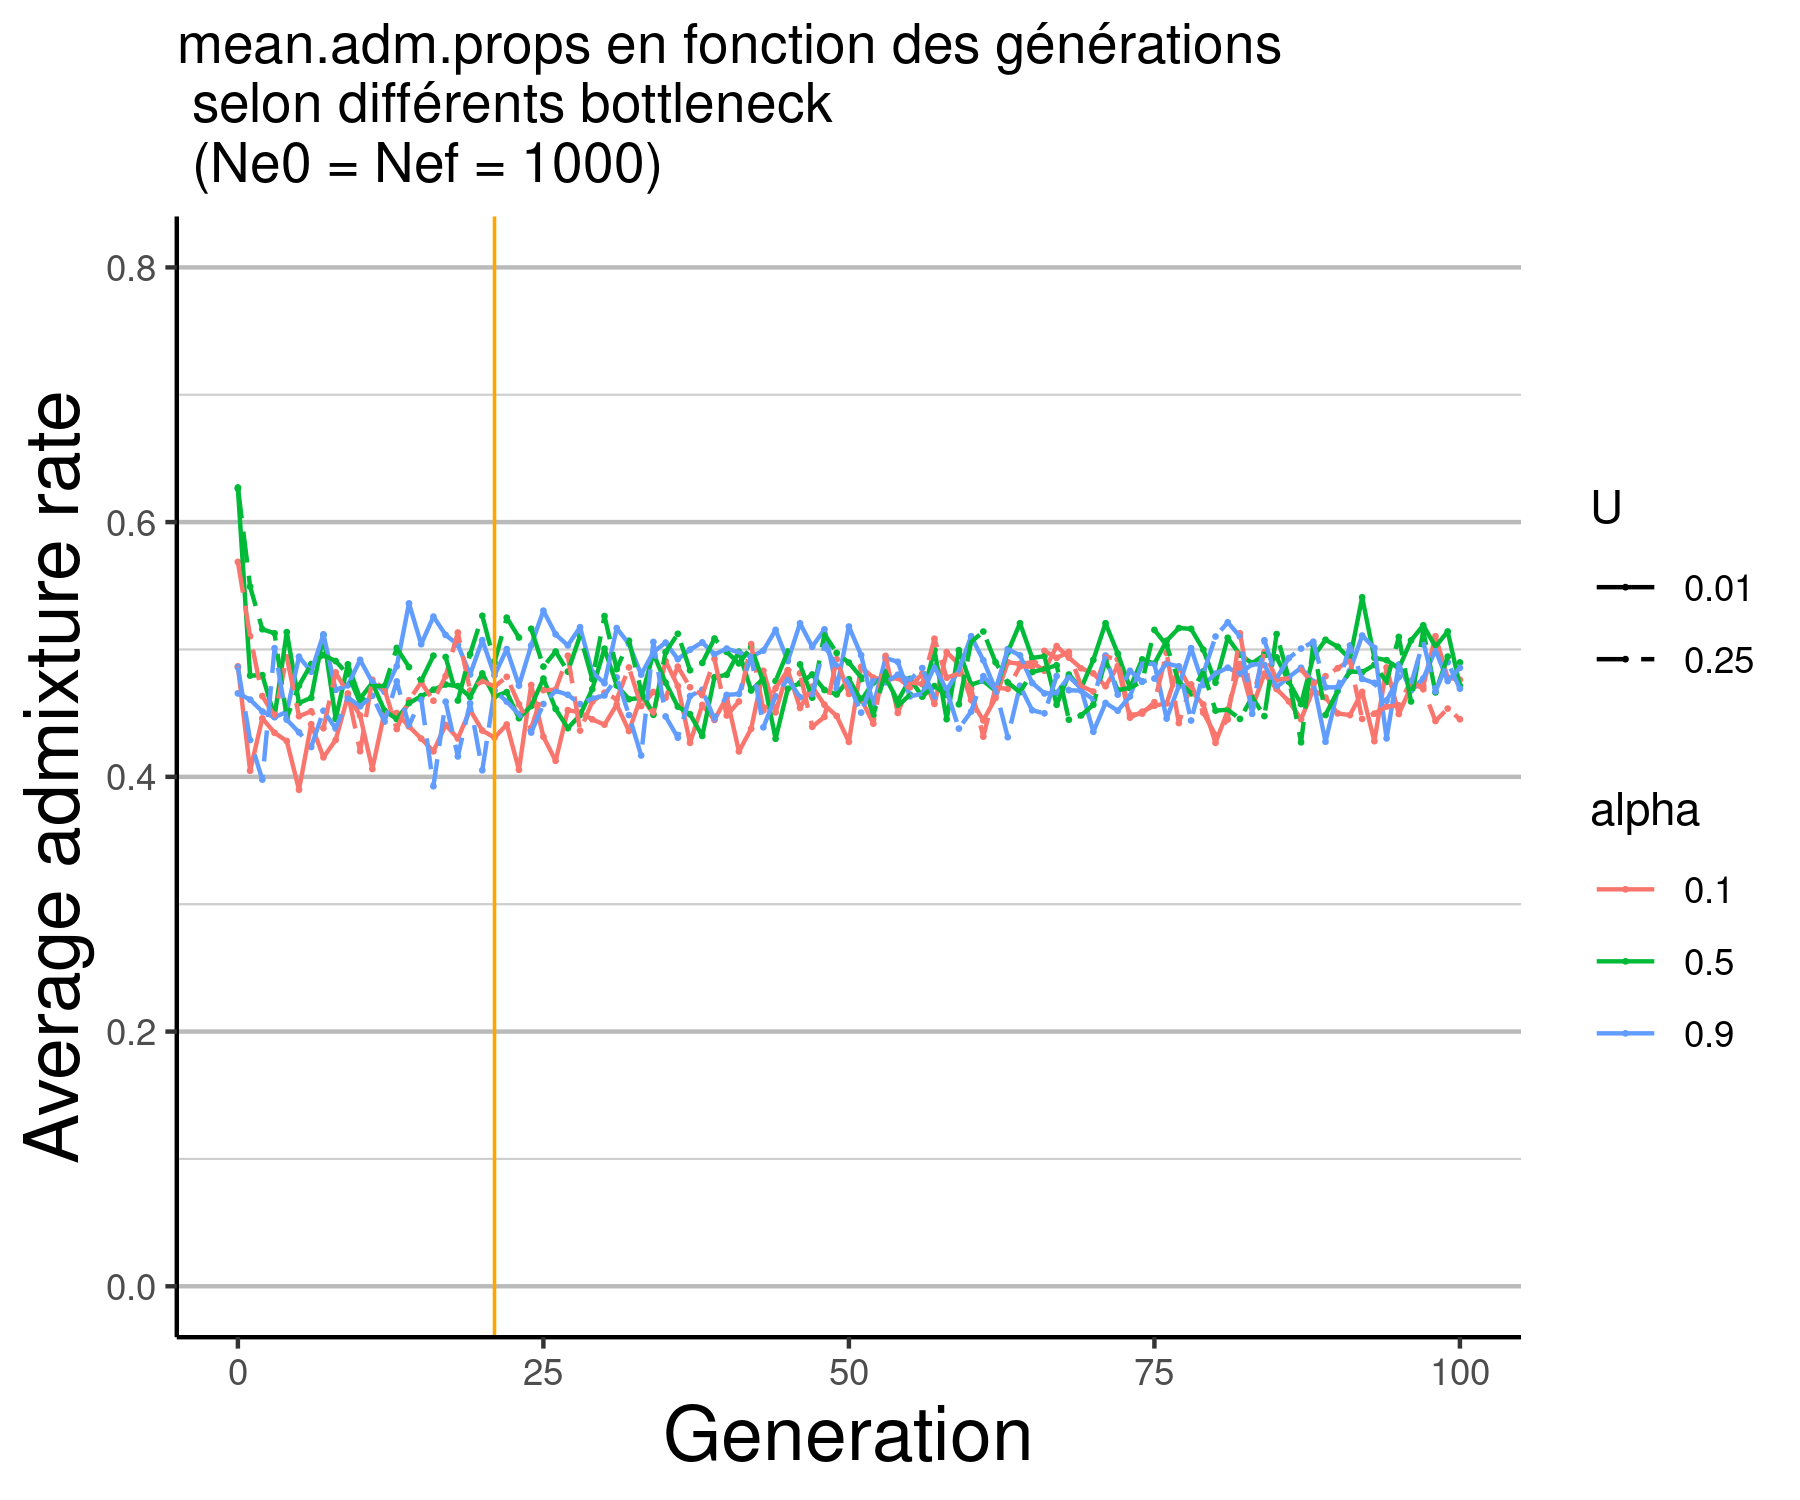 mean.adm.props en fonction des générations
selon différents bottleneck
(Ne0 = Nef = 1000)
Average admixture rate
0.8
0.6
0.4
0.2
0.0
0
25
50
75
100
Generation
U
0.01
0.25
alpha
0.1
0.5
0.9